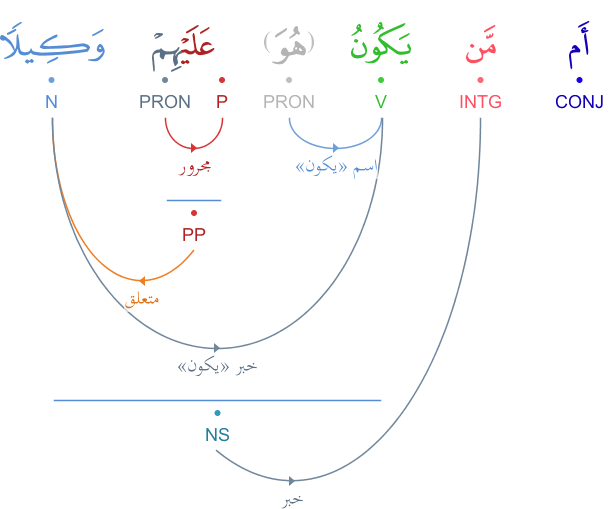 أَم مَّن يَكُونُ (هُوَ) عَلَيْهِمْ وَكِيلًا
CONJ INTG V PRON P PRON N
مجرور اسم «يكون»
PP
متعلق
خبر «يكون»
NS
خبر